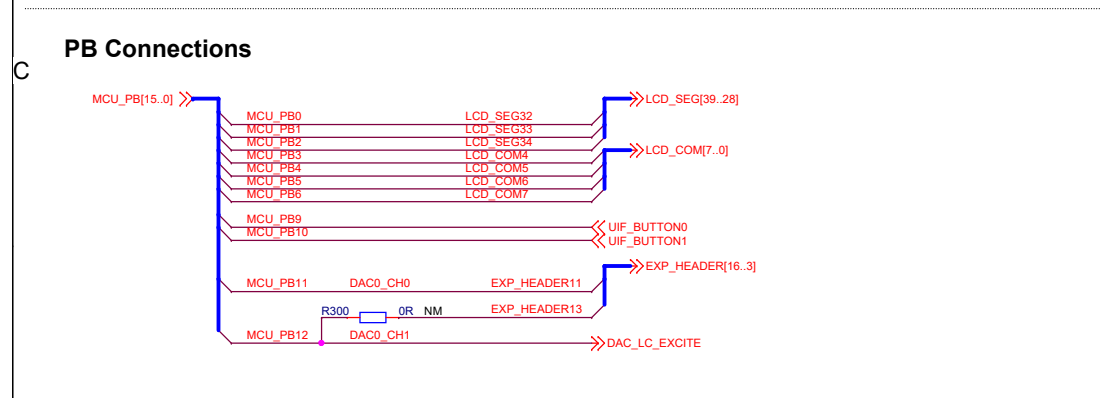 PB Connections
C
MCU_PB[15..0] LCD_SEG[39..28]
MCU_PB0 LCD_SEG32
MCU_PB1 LCD_SEG33
MCU_PB2 LCD_SEG34
MCU_PB3 LCD_COM4 LCD_COM[7..0]
MCU_PB4 LCD_COM5
MCU_PB5 LCD_COM6
MCU_PB6 LCD_COM7
MCU_PB9 UIF_BUTTON0
MCU_PB10 UIF_BUTTON1
EXP_HEADER[16..3]
MCU_PB11 DAC0_CH0 EXP_HEADER11
R300 0R NM EXP_HEADER13
MCU_PB12 DAC0_CH1 DAC_LC_EXCITE